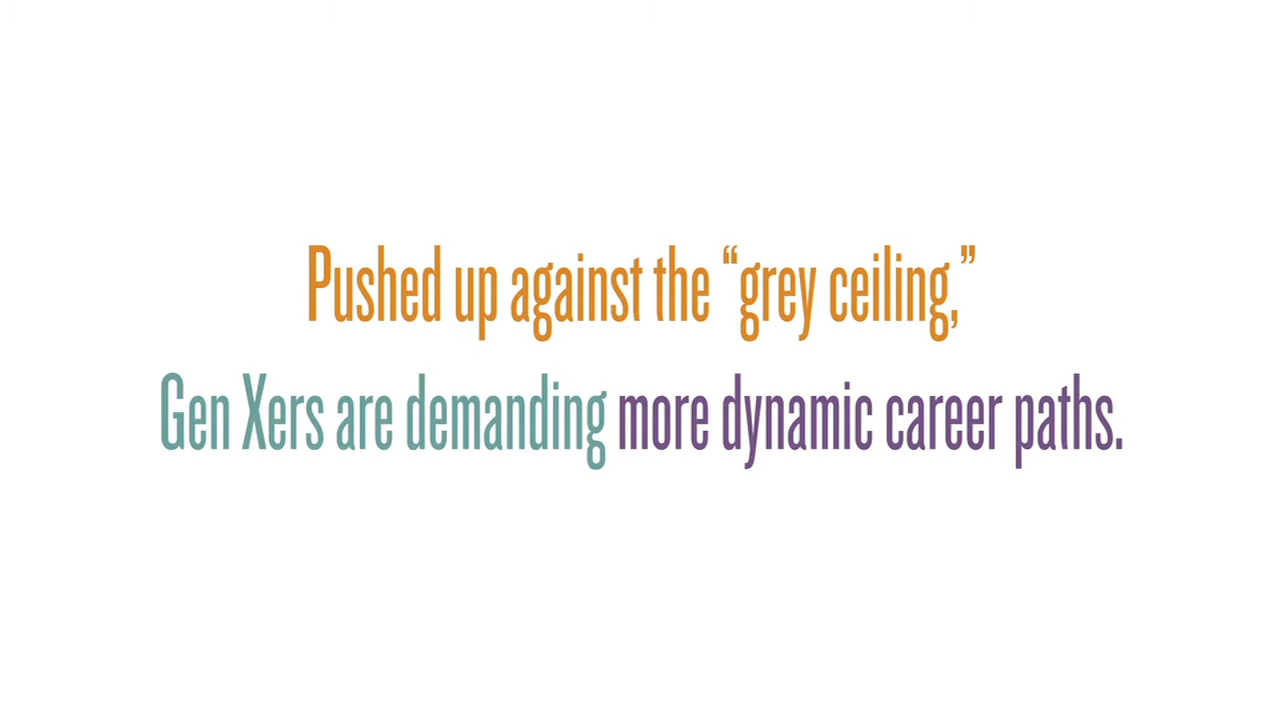 Pushed up against the “grey ceiling,”
Gen Xers are demanding more dynamic career paths.